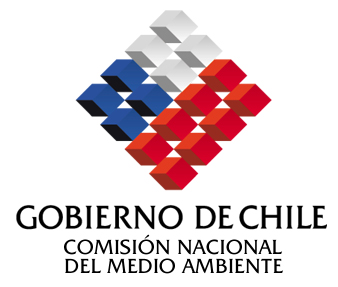 GOBIERNO DE CHILE
COMISIÓN NACIONAL
DEL MEDIO AMBIENTE